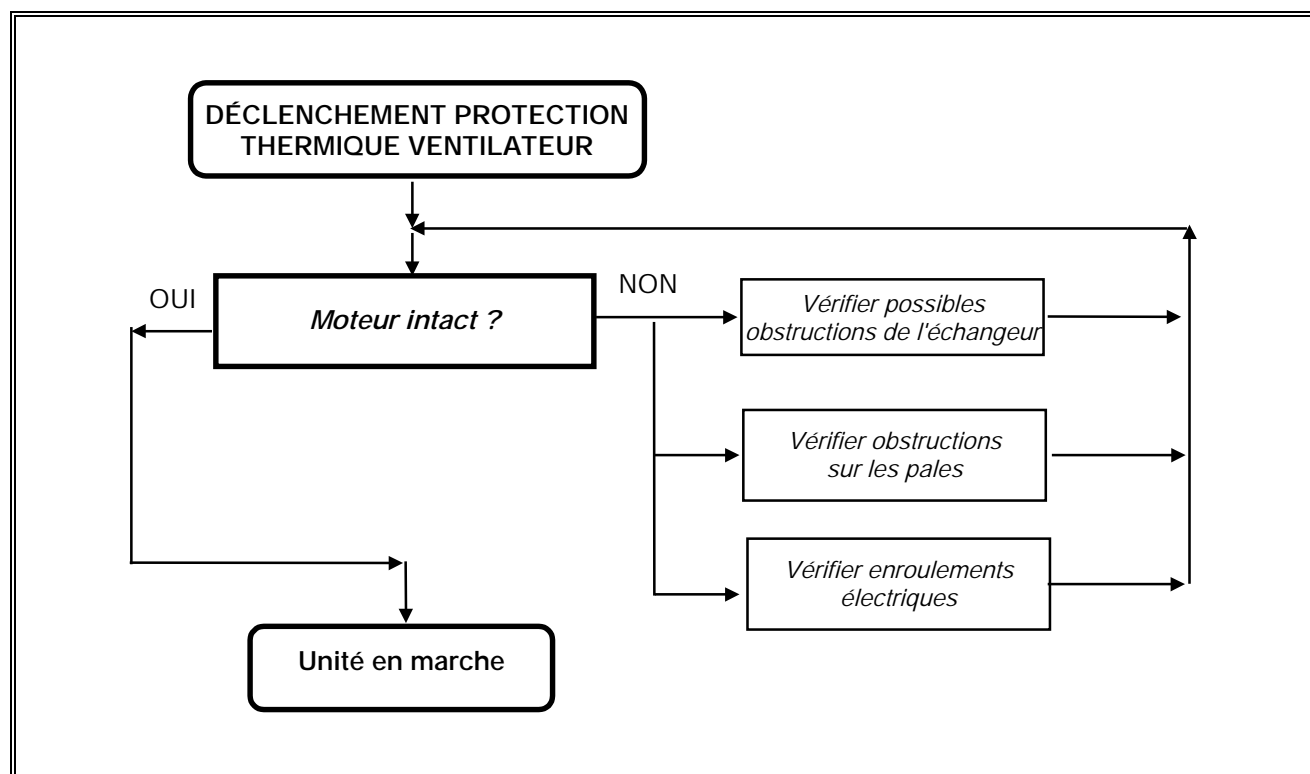 DÉCLENCHEMENT PROTECTION
THERMIQUE VENTILATEUR
OUI
Moteur intact ?
NON
Vérifier possibles
obstructions de l'échangeur
Vérifier obstructions
sur les pales
Vérifier enroulements
électriques
Unité en marche